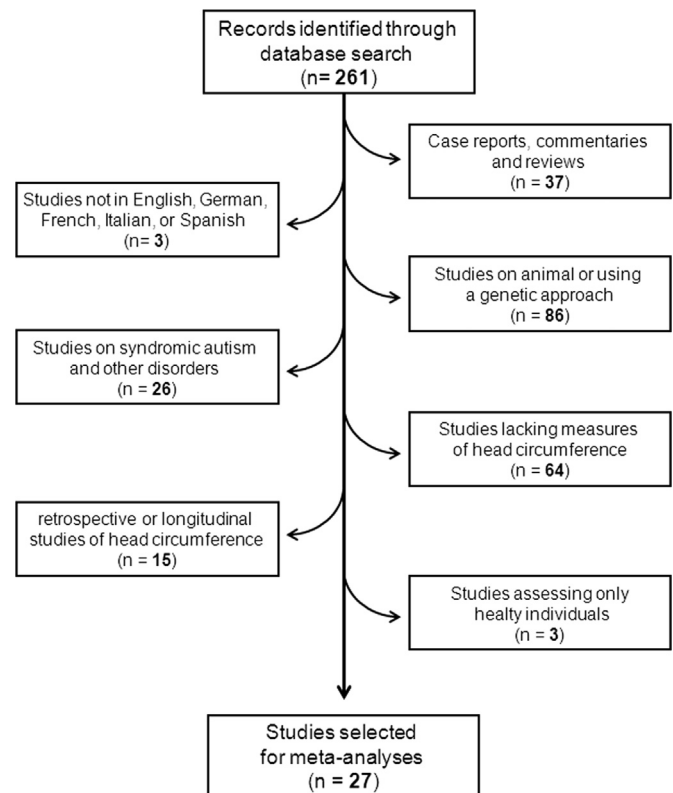 Records identified through
database search
(n= 261)
Case reports, commentaries
and reviews
(n = 37)
Studies not in English, German,
French, Italian, or Spanish
(n= 3)
Studies on animal or using
a genetic approach
(n = 86)
Studies on syndromic autism
and other disorders
(n = 26)
Studies lacking measures
of head circumference
(n = 64)
retrospective or longitudinal
studies of head circumference
(n = 15)
Studies assessing only
healty individuals
(n = 3)
Studies selected
for meta-analyses
(n = 27)